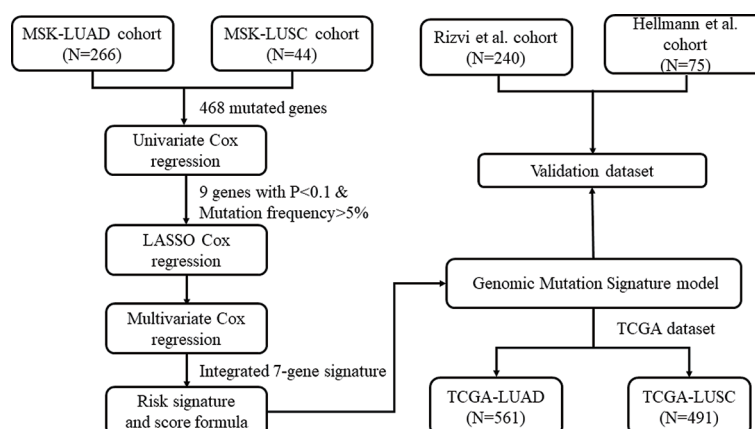 MSK-LUAD cohort
(N=266)
MSK-LUSC cohort
(N=44)
Rizvi et al. cohort
(N=240)
Hellmann et al.
cohort
(N=75)
468 mutated genes
Univariate Cox
regression
Validation dataset
9 genes with P<0.1 &
Mutation frequency>5%
LASSO Cox
regression
Genomic Mutation Signature model
Multivariate Cox
regression
TCGA dataset
Integrated 7-gene signature
Risk signature
and score formula
TCGA-LUAD
(N=561)
TCGA-LUSC
(N=491)